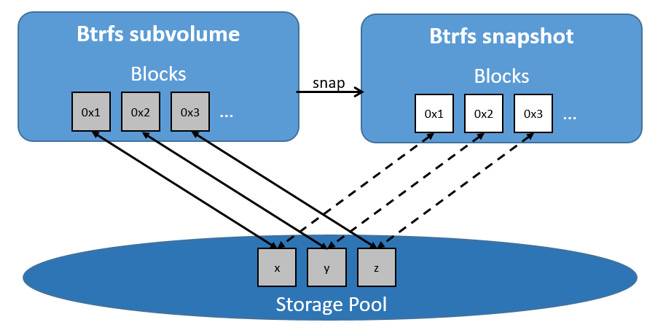 Btrfs subvolume
Blocks
0x1 0x2 0x3 ...
snap
Btrfs snapshot
Blocks
0x1 0x2 0x3 ...
x y z
Storage Pool